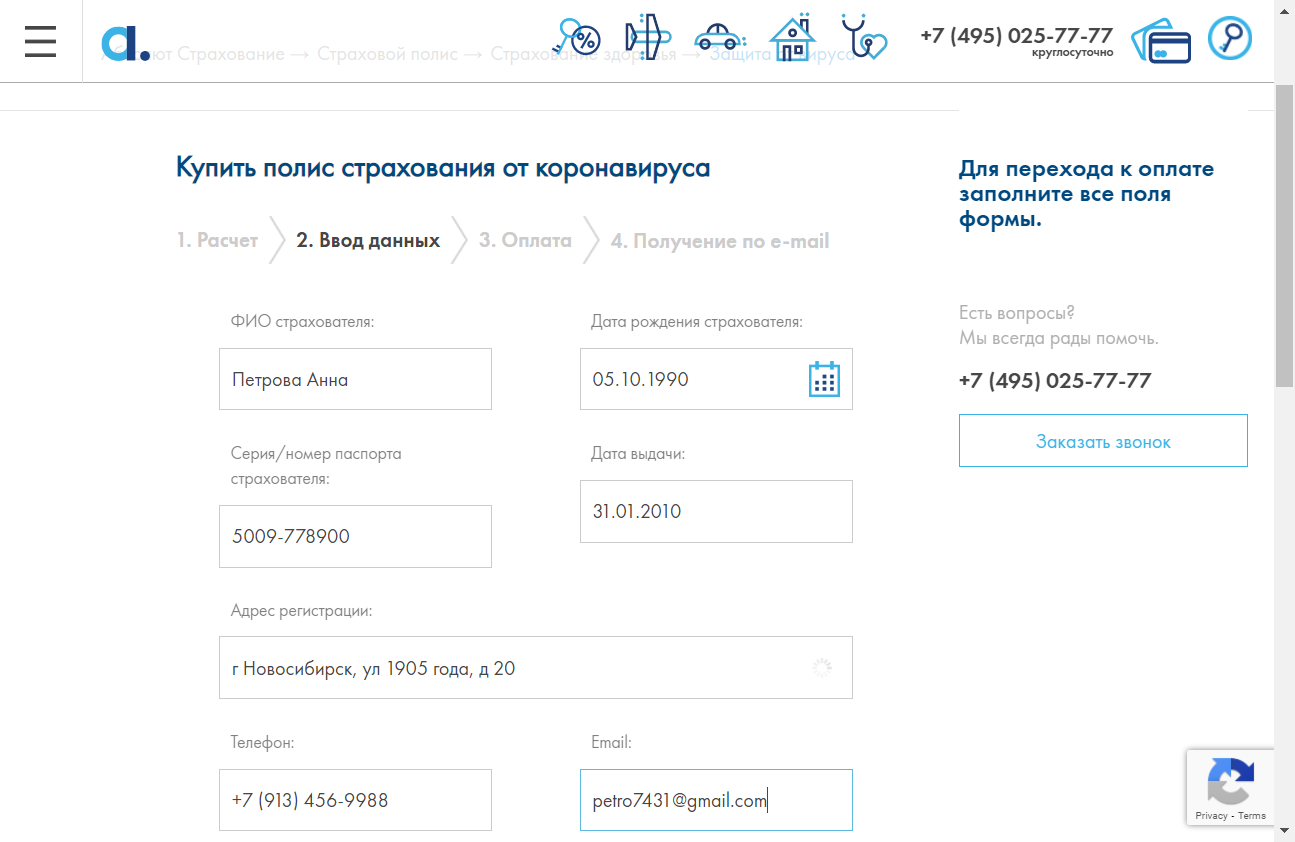 +7 (495) 025-77-77
круглосуточно
Страхование → Страховой полис → Страхование здоровья → Защита от вируса
Купить полис страхования от коронавируса
1. Расчет 2. Ввод данных 3. Оплата 4. Получение по e-mail
ФИО страхователя:
Дата рождения страхователя:
Петрова Анна
05.10.1990
Серия/номер паспорта
страхователя:
Дата выдачи:
5009-778900
31.01.2010
Адрес регистрации:
г Новосибирск, ул 1905 года, д 20
Телефон:
Email:
+7 (913) 456-9988
petro7431@gmail.com
Для перехода к оплате
заполните все поля
формы.
Есть вопросы?
Мы всегда рады помочь.
+7 (495) 025-77-77
Заказать звонок
Privacy - Terms